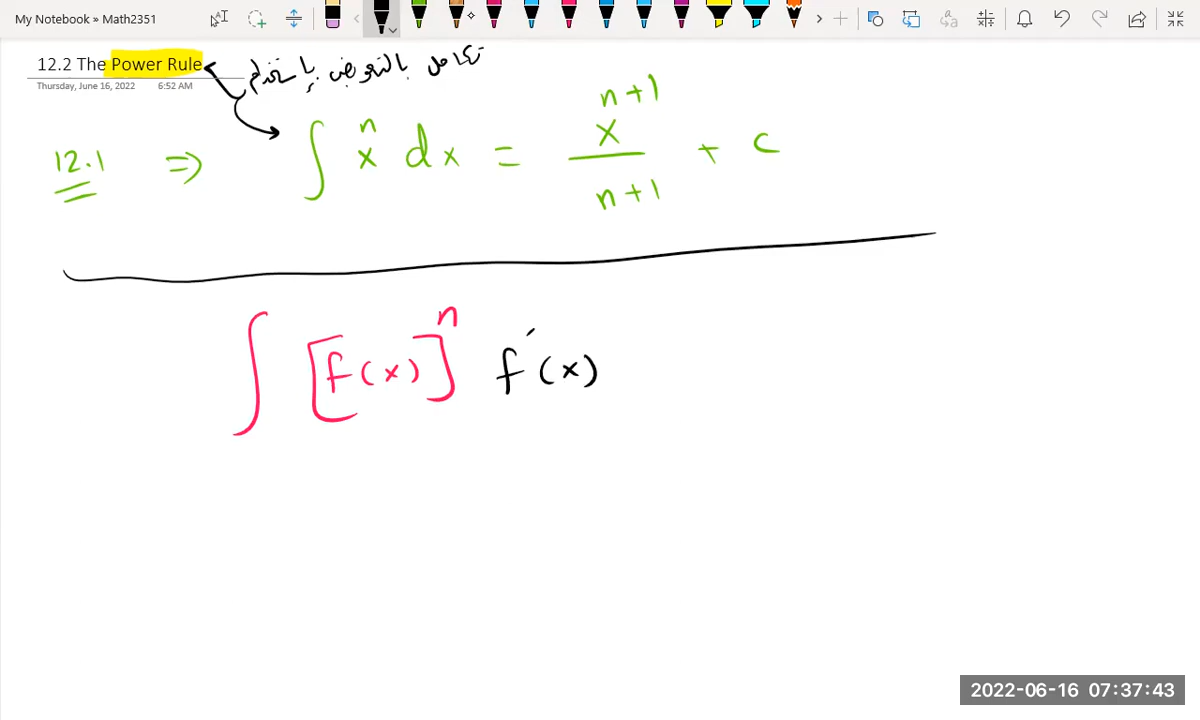 My Notebook » Math2351
12.2 The Power Rule
تكامل بالتعويض باستخدام
Thursday, June 16, 2022 6:52 AM
12.1 ⇒ ∫ xⁿ dx = xⁿ⁺¹ / n+1 + c
∫ [f(x)]ⁿ f′(x)
2022-06-16 07:37:43